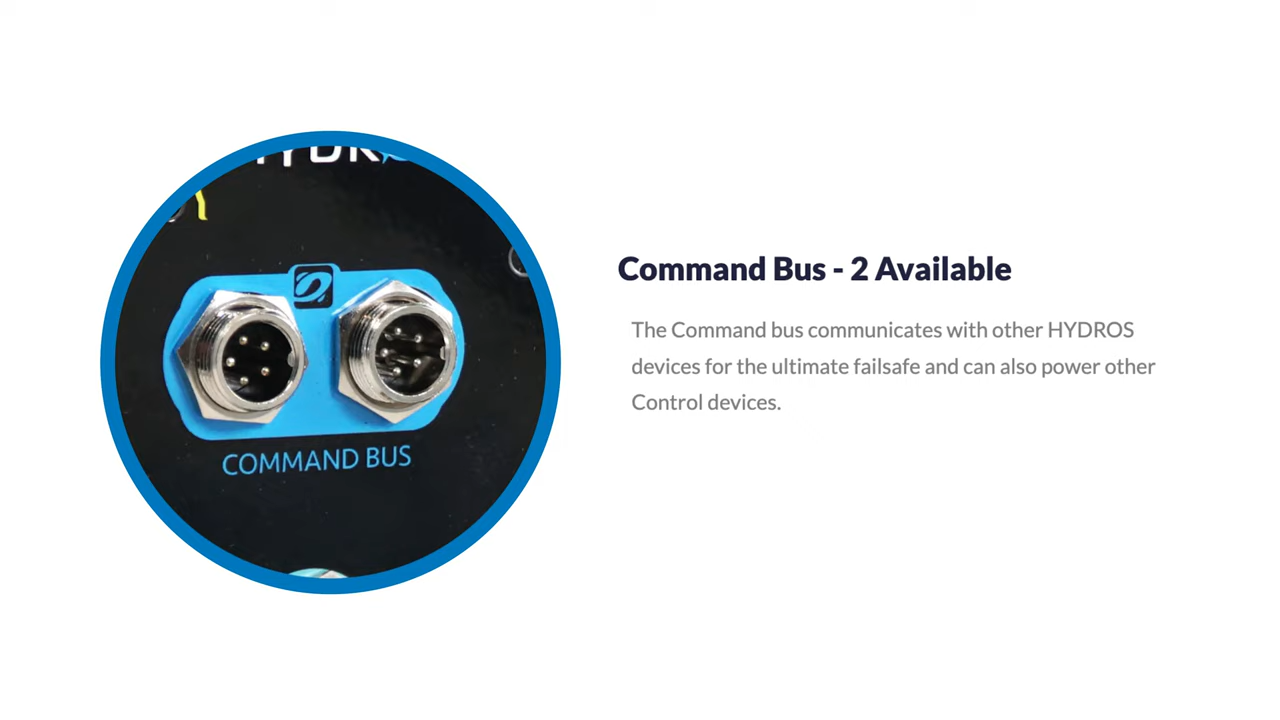 COMMAND BUS
Command Bus - 2 Available
The Command bus communicates with other HYDROS
devices for the ultimate failsafe and can also power other
Control devices.